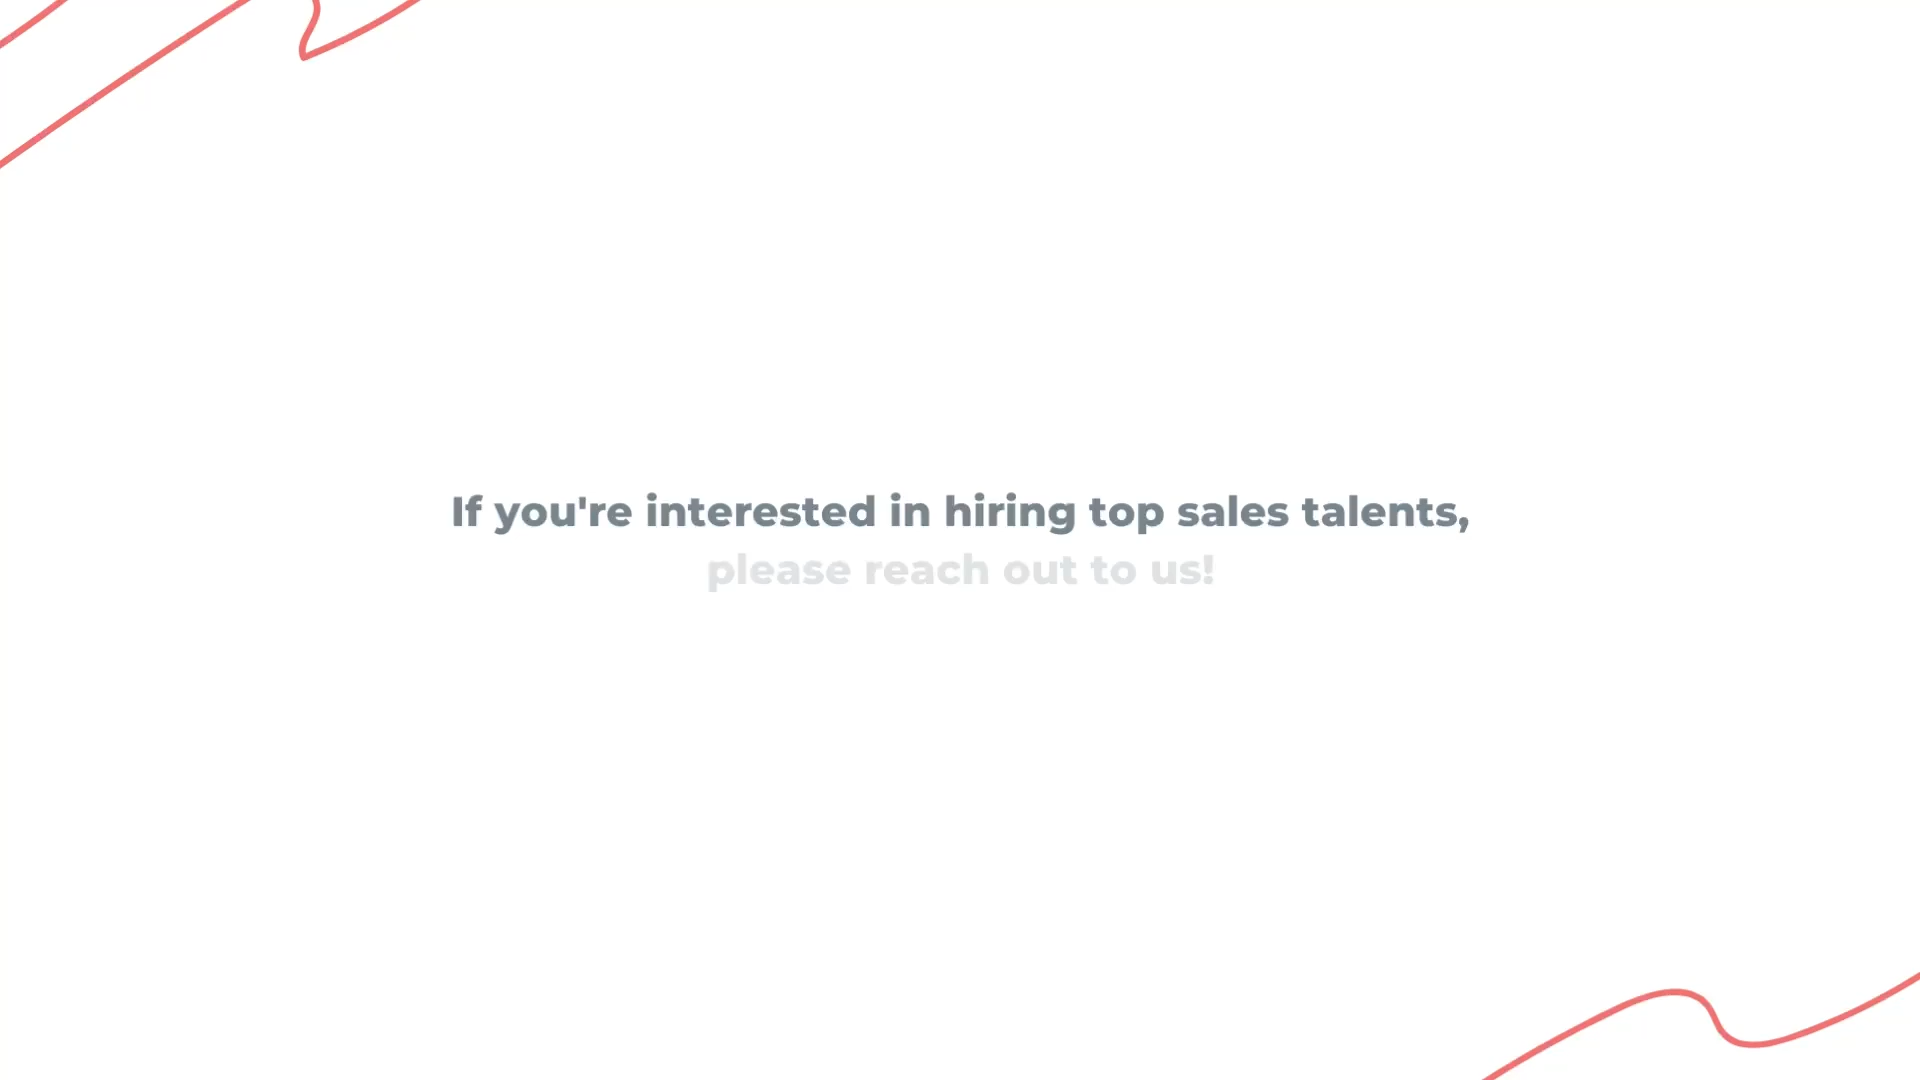 If you're interested in hiring top sales talents,
please reach out to us!